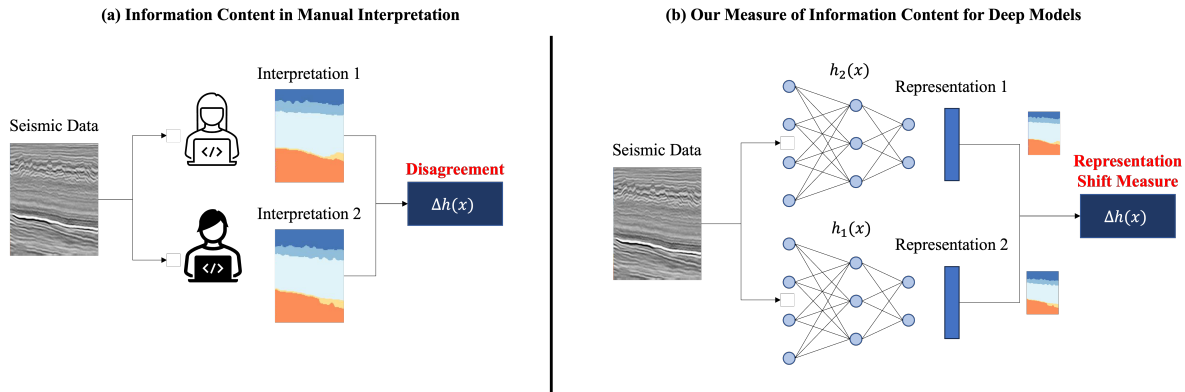 (a) Information Content in Manual Interpretation
Seismic Data
Interpretation 1
</>
Interpretation 2
</>
Disagreement
Δh(x)
(b) Our Measure of Information Content for Deep Models
Seismic Data
h₂(x)
Representation 1
h₁(x)
Representation 2
Representation
Shift Measure
Δh(x)